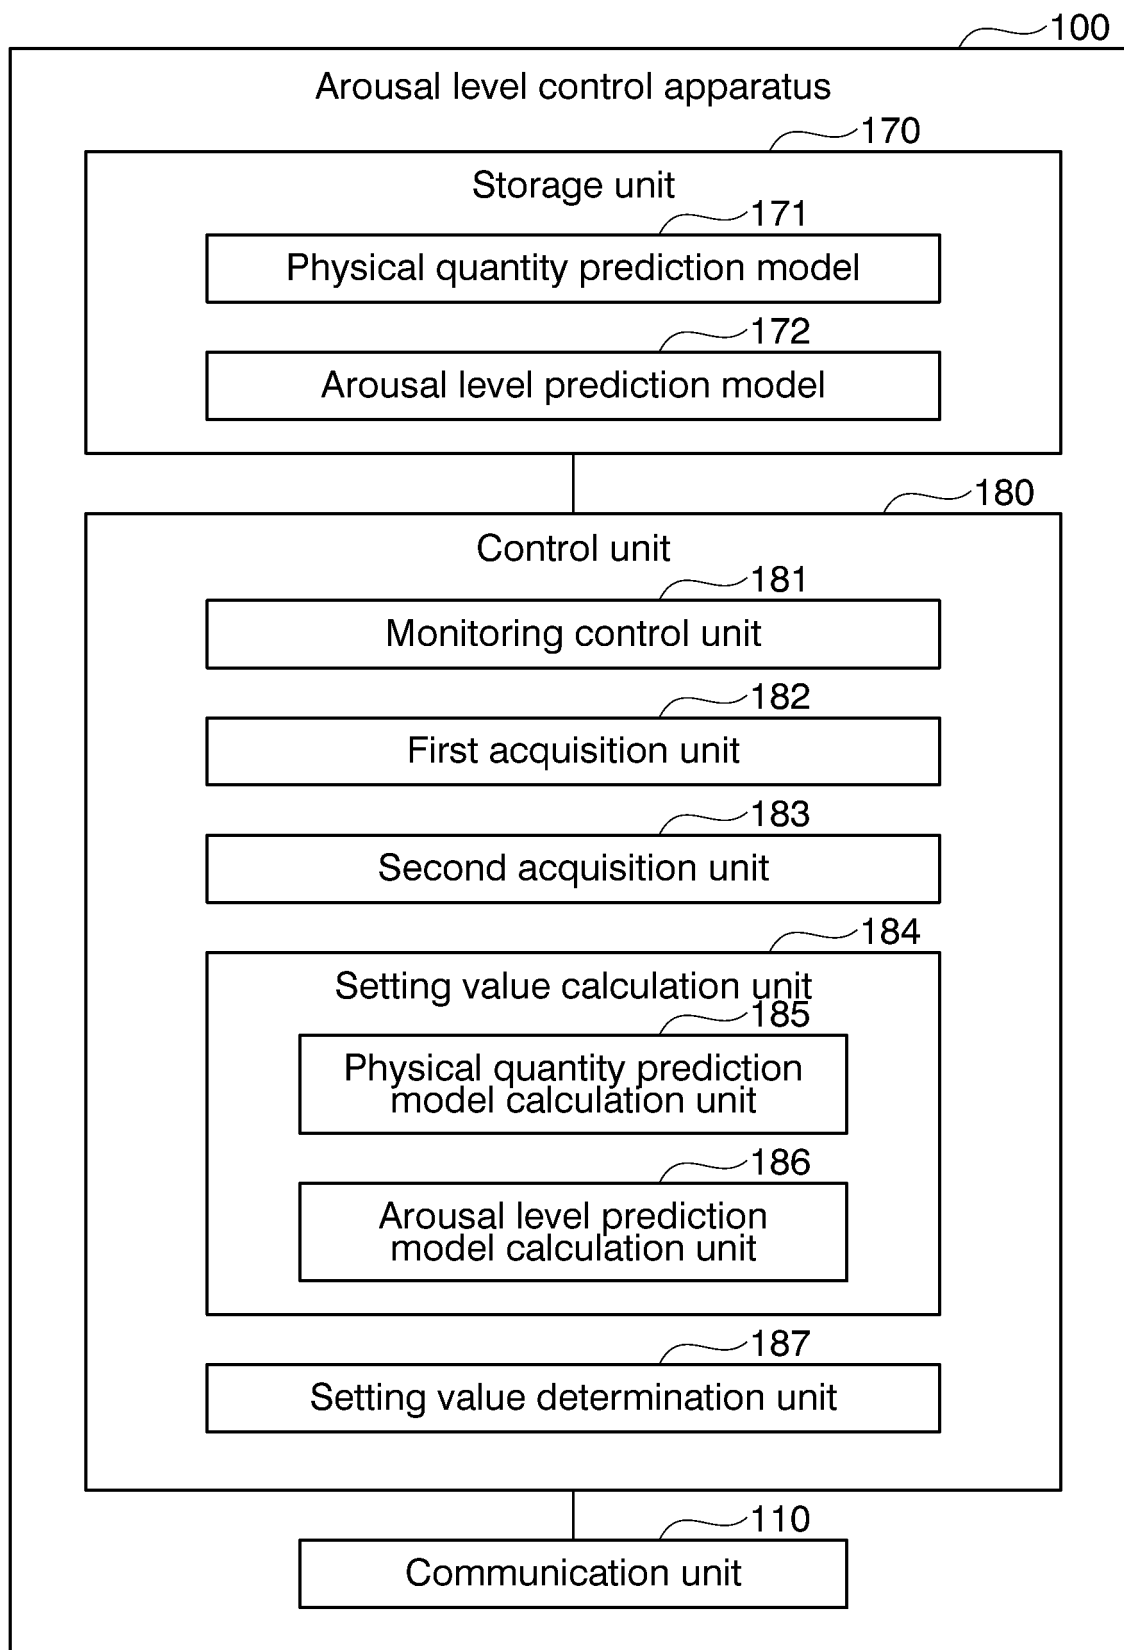 100
Arousal level control apparatus
170
Storage unit
171
Physical quantity prediction model
172
Arousal level prediction model
180
Control unit
181
Monitoring control unit
182
First acquisition unit
183
Second acquisition unit
184
Setting value calculation unit
185
Physical quantity prediction
model calculation unit
186
Arousal level prediction
model calculation unit
187
Setting value determination unit
110
Communication unit